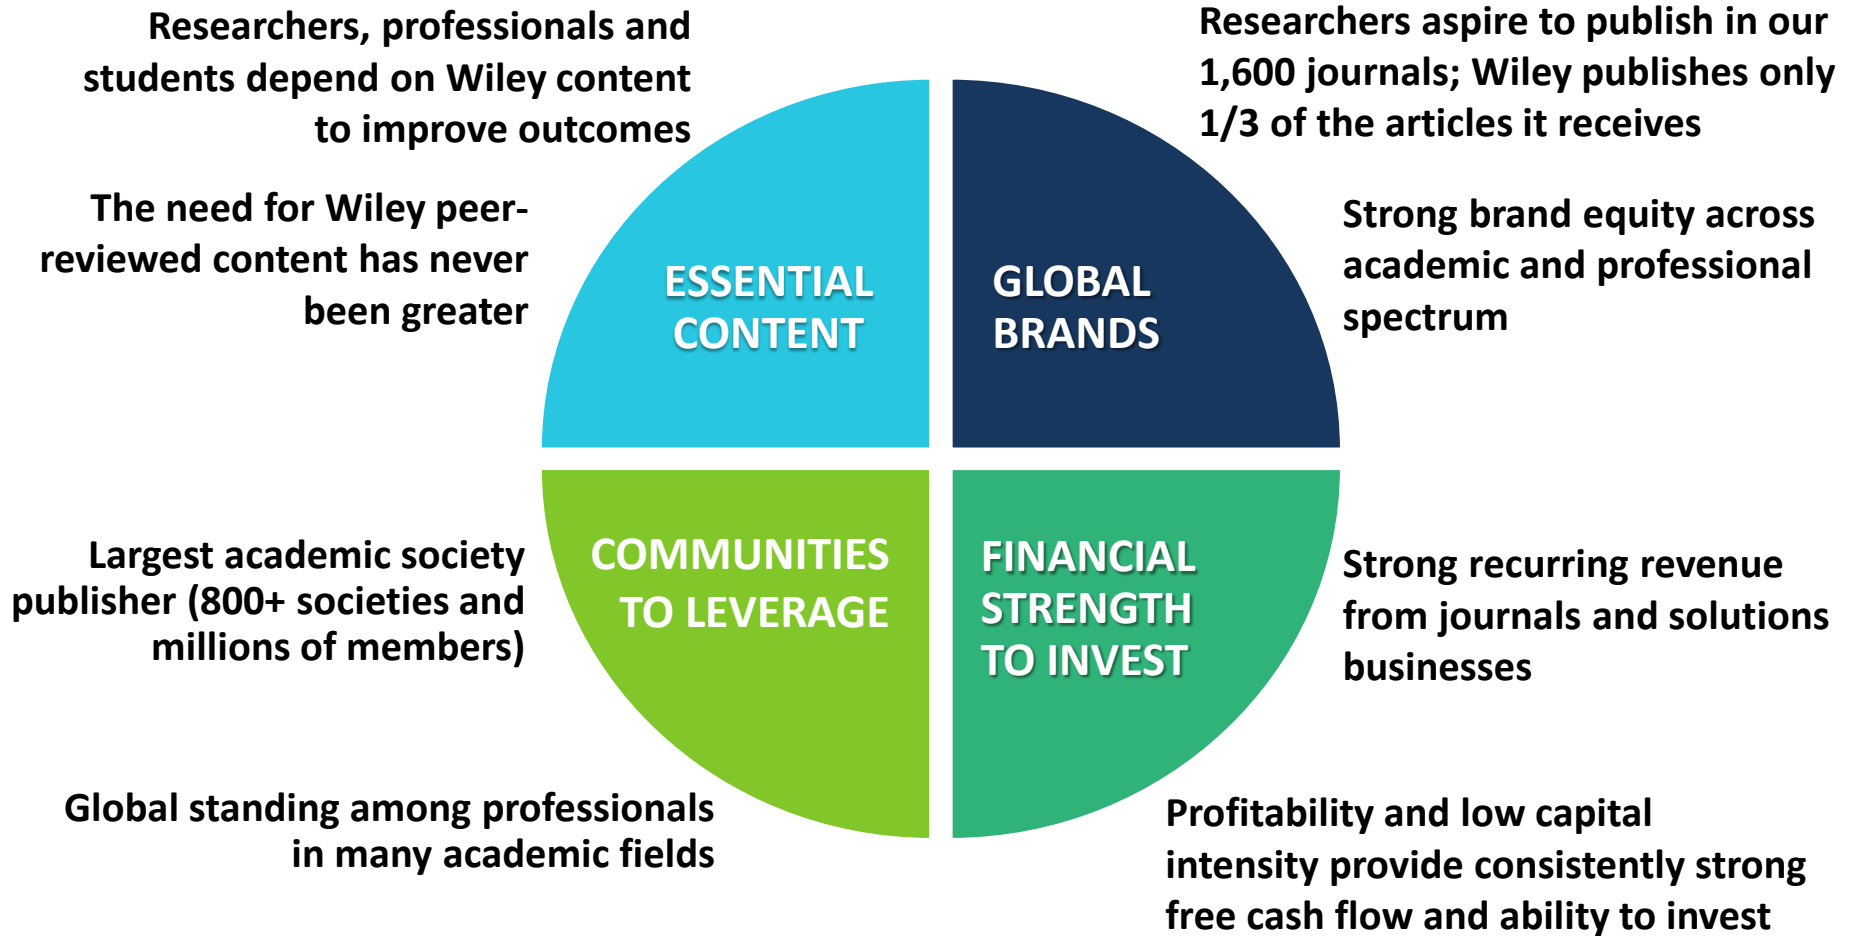 Researchers, professionals and
students depend on Wiley content
to improve outcomes
The need for Wiley peer-
reviewed content has never
been greater
ESSENTIAL
CONTENT
Researchers aspire to publish in our
1,600 journals; Wiley publishes only
1/3 of the articles it receives
Strong brand equity across
academic and professional
spectrum
GLOBAL
BRANDS
Largest academic society
publisher (800+ societies and
millions of members)
Global standing among professionals
in many academic fields
COMMUNITIES
TO LEVERAGE
FINANCIAL
STRENGTH
TO INVEST
Strong recurring revenue
from journals and solutions
businesses
Profitability and low capital
intensity provide consistently strong
free cash flow and ability to invest